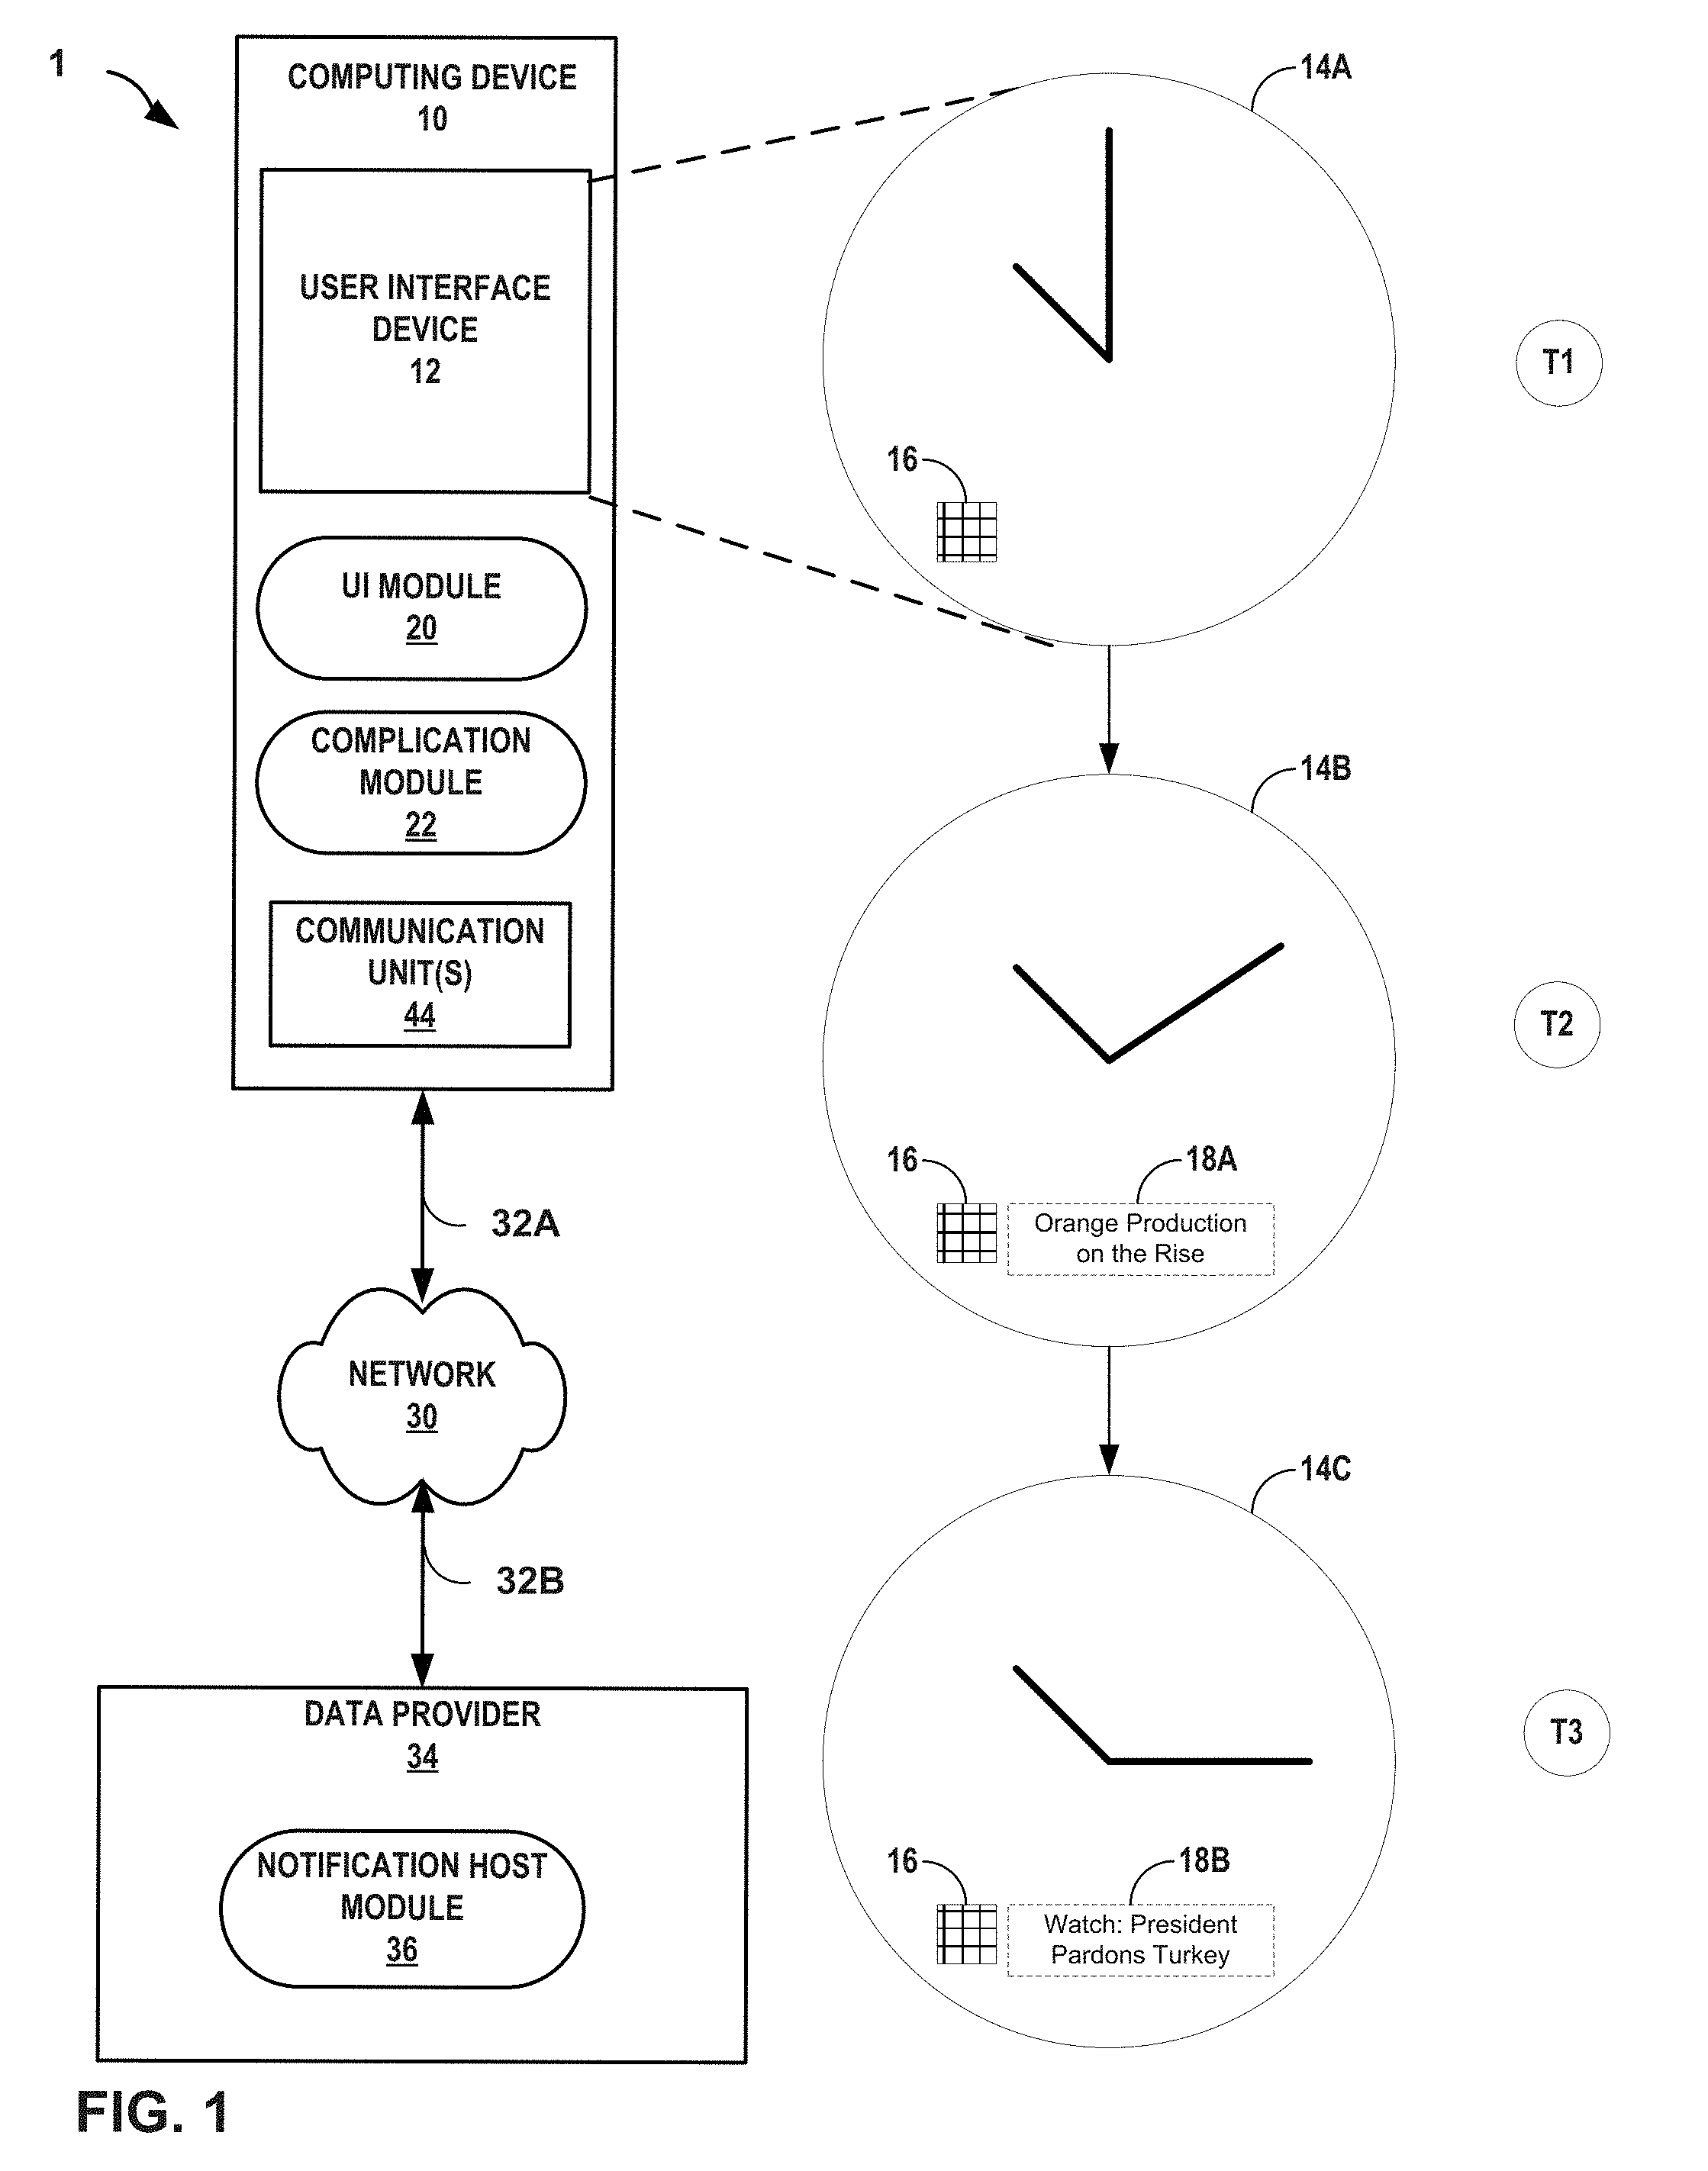 1
COMPUTING DEVICE
10
USER INTERFACE
DEVICE
12
UI MODULE
20
COMPLICATION
MODULE
22
COMMUNICATION
UNIT(S)
44
32A
NETWORK
30
32B
DATA PROVIDER
34
NOTIFICATION HOST
MODULE
36
14A
16
T1
14B
16
18A
Orange Production
on the Rise
T2
14C
16
18B
Watch: President
Pardons Turkey
T3
FIG. 1